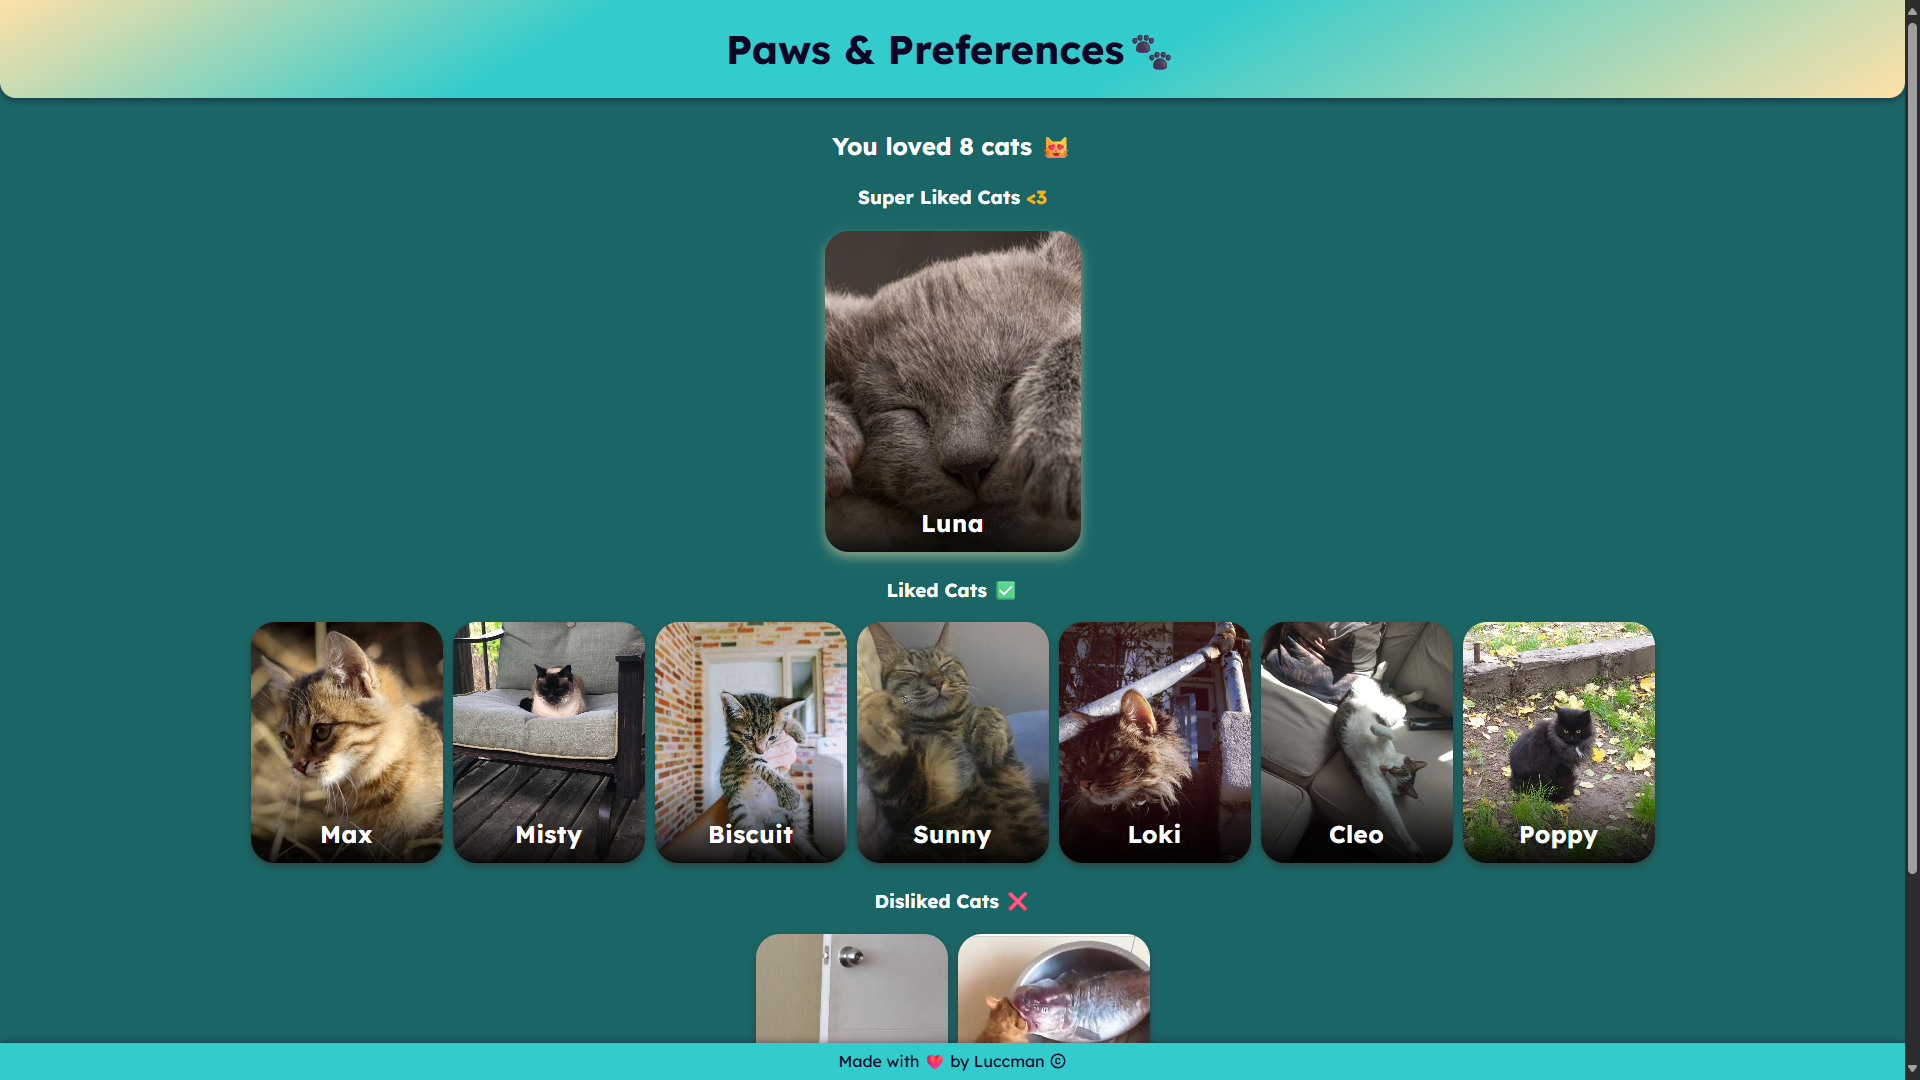 Paws & Preferences🐾
You loved 8 cats 😻
Super Liked Cats <3
Luna
Liked Cats ✅
Max
Misty
Biscuit
Sunny
Loki
Cleo
Poppy
Disliked Cats ❌
Made with ❤️ by Luccman ©